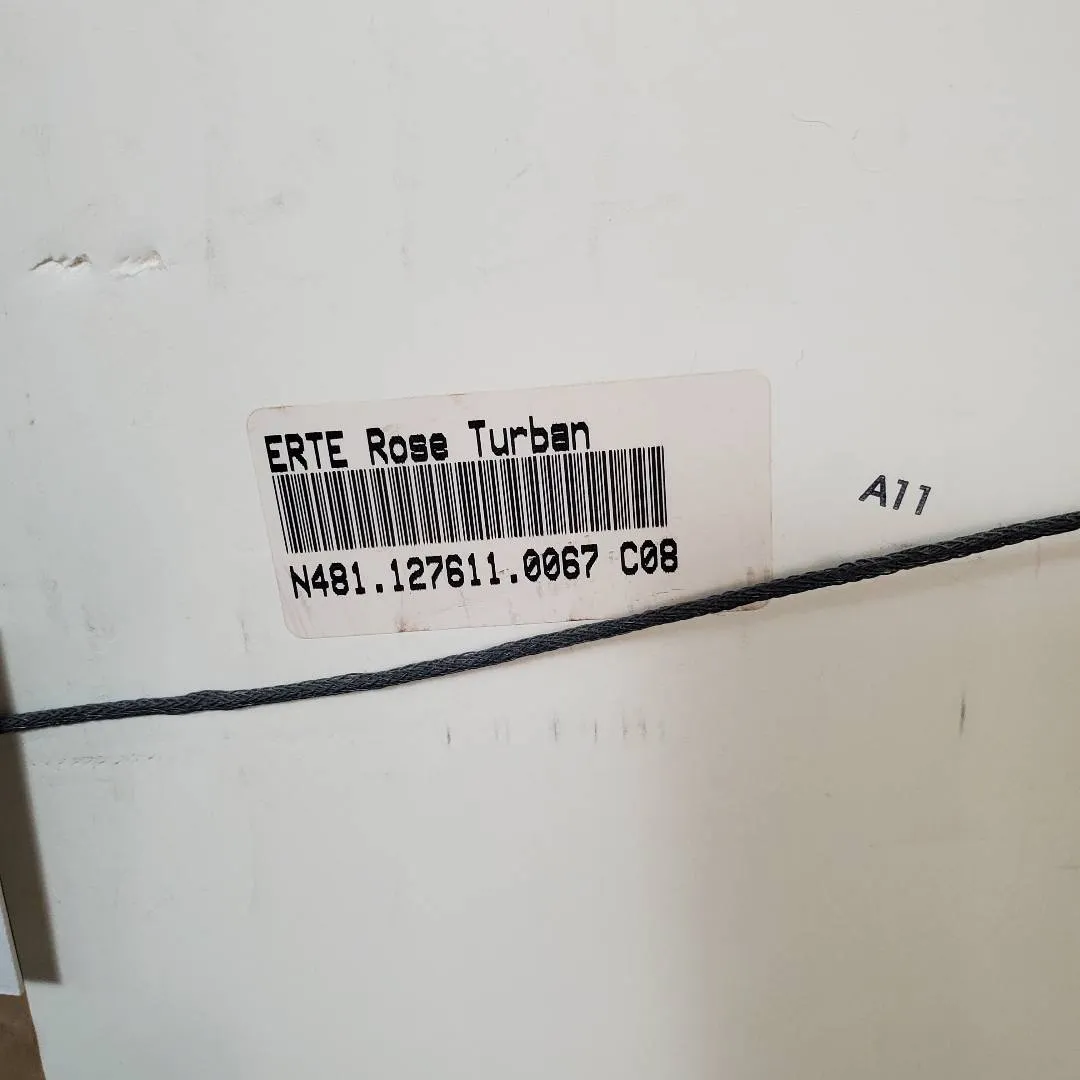 ERTE Rose Turban
N481.127611.0067 C08
A11